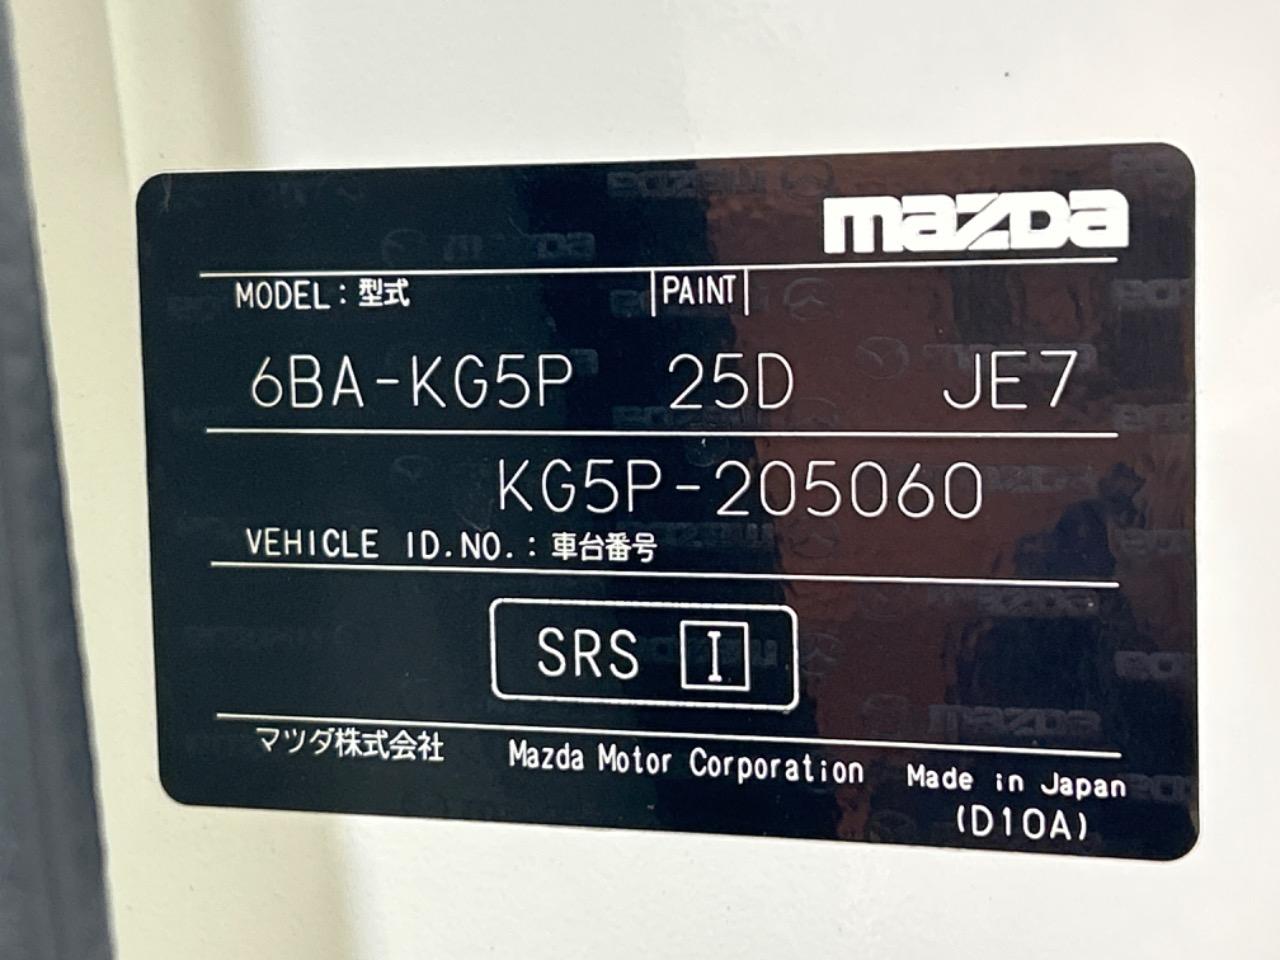 mazda
MODEL：型式 PAINT
6BA-KG5P 25D JE7
KG5P-205060
VEHICLE ID.NO.：車台番号
SRS I
マツダ株式会社 Mazda Motor Corporation Made in Japan
(D10A)